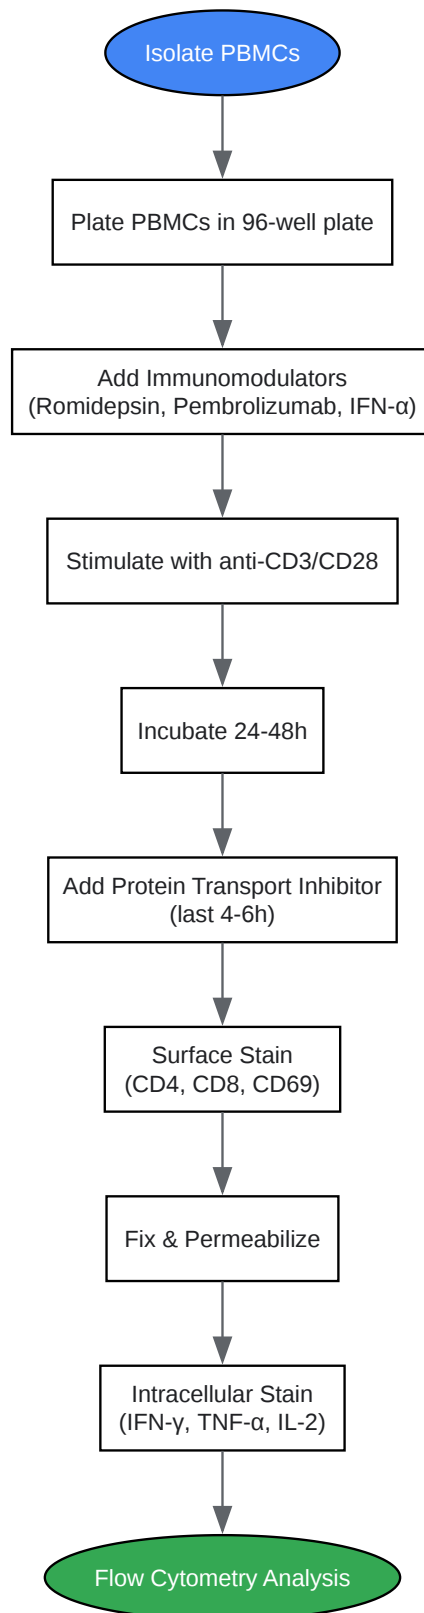 Isolate PBMCs
Plate PBMCs in 96-well plate
Add Immunomodulators
(Romidepsin, Pembrolizumab, IFN-α)
Stimulate with anti-CD3/CD28
Incubate 24-48h
Add Protein Transport Inhibitor
(last 4-6h)
Surface Stain
(CD4, CD8, CD69)
Fix & Permeabilize
Intracellular Stain
(IFN-γ, TNF-α, IL-2)
Flow Cytometry Analysis